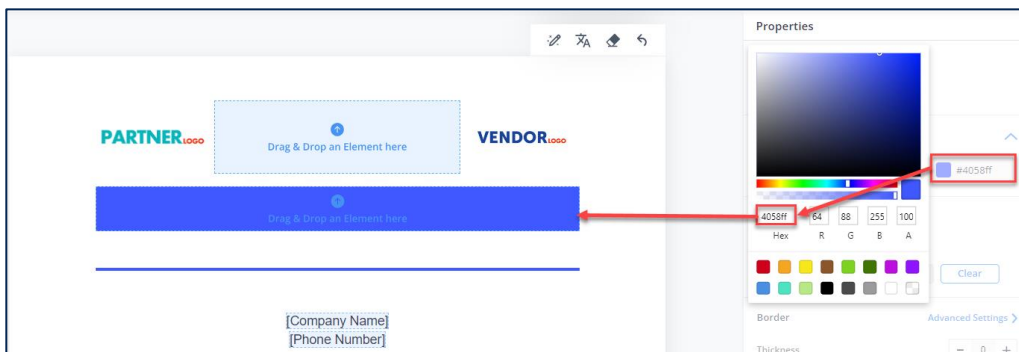 Properties
PARTNER LOGO
Drag & Drop an Element here
VENDOR LOGO
#4058ff
Drag & Drop an Element here
4058ff 64 88 255 100
Hex R G B A
Clear
[Company Name]
[Phone Number]
Border Advanced Settings
Thickness - 0 +